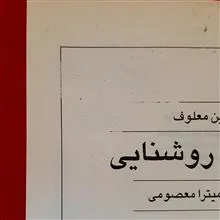 ین معلوف
روشنایی
میترا معصومی